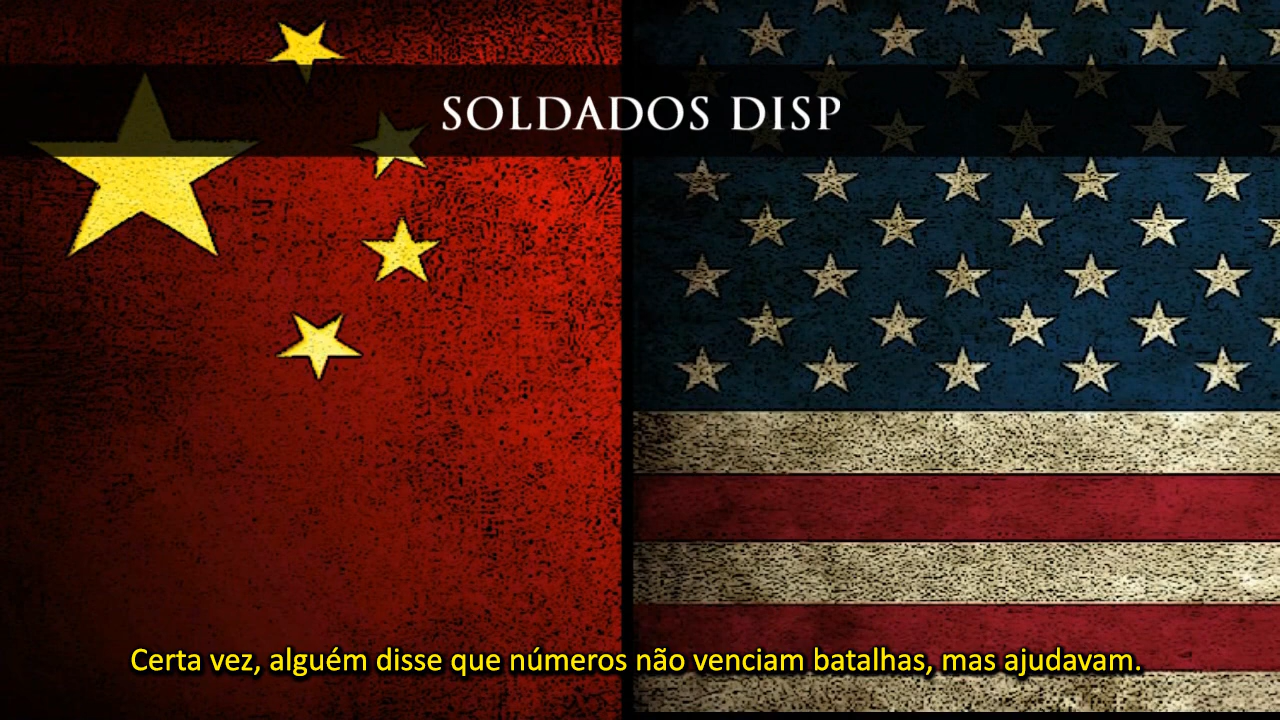 SOLDADOS DISP
Certa vez, alguém disse que números não venciam batalhas, mas ajudavam.